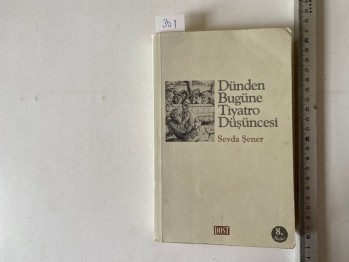 301
Dünden
Bugüne
Tiyatro
Düşüncesi
Sevda Şener
DOST
8.